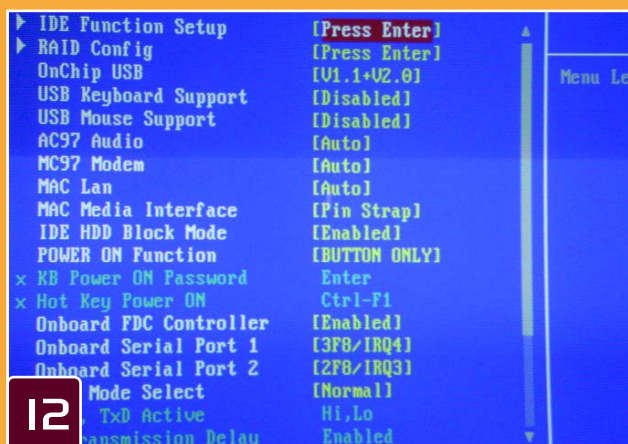 IDE Function Setup [Press Enter]
RAID Config [Press Enter]
OnChip USB [V1.1+V2.0]
USB Keyboard Support [Disabled]
USB Mouse Support [Disabled]
AC97 Audio [Auto]
MC97 Modem [Auto]
MAC Lan [Auto]
MAC Media Interface [Pin Strap]
IDE HDD Block Mode [Enabled]
POWER ON Function [BUTTON ONLY]
x KB Power ON Password Enter
x Hot Key Power ON Ctrl-F1
Onboard FDC Controller [Enabled]
Onboard Serial Port 1 [3F8/IRQ4]
Onboard Serial Port 2 [2F8/IRQ3]
Mode Select [Normal]
TxD Active Hi,Lo
ansmission Delay Enabled
Menu Le
12